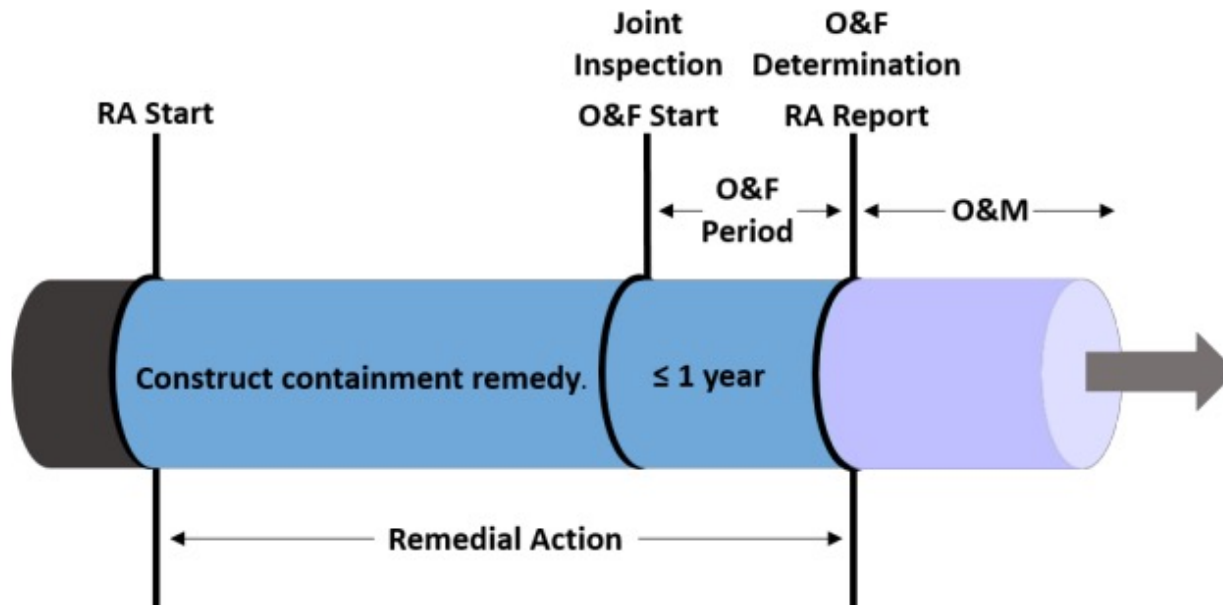 Joint
Inspection
O&F Start
O&F
Determination
RA Report
RA Start
O&F
Period
O&M
Construct containment remedy.
≤ 1 year
Remedial Action